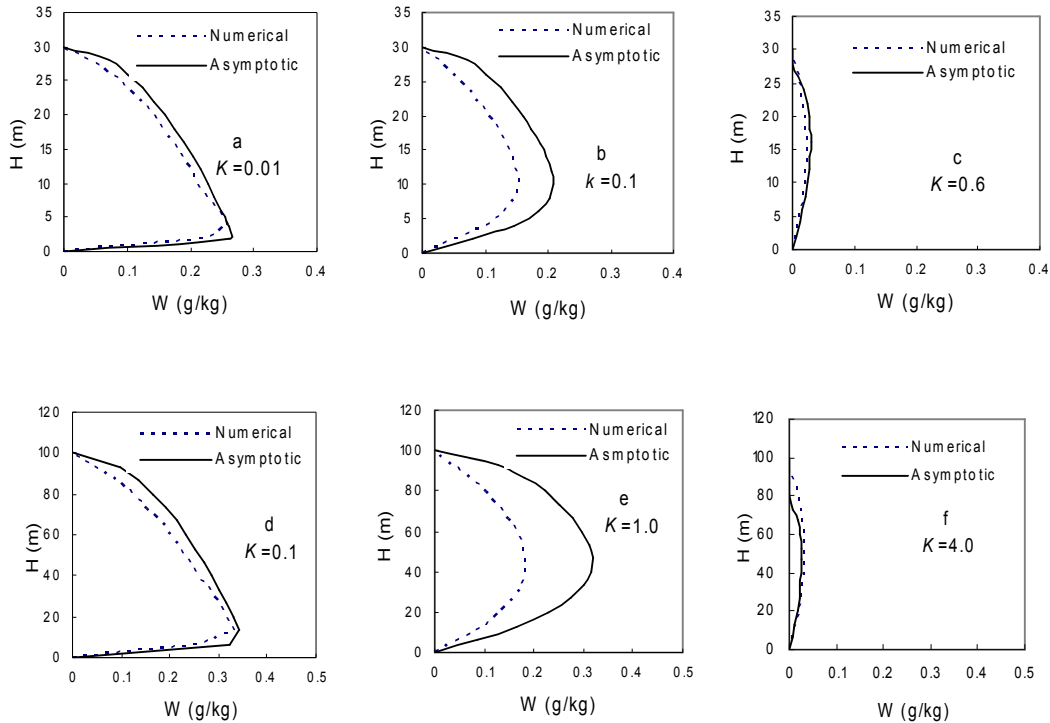 35
30
25
20
15
10
5
0
H (m)
Numerical
Asymptotic
a
K=0.01
0 0.1 0.2 0.3 0.4
W (g/kg)
35
30
25
20
15
10
5
0
H (m)
Numerical
Asymptotic
b
k=0.1
0 0.1 0.2 0.3 0.4
W (g/kg)
35
30
25
20
15
10
5
0
H (m)
Numerical
Asymptotic
c
K=0.6
0 0.1 0.2 0.3 0.4
W (g/kg)
120
100
80
60
40
20
0
H (m)
Numerical
Asymptotic
d
K=0.1
0 0.1 0.2 0.3 0.4 0.5
W (g/kg)
120
100
80
60
40
20
0
H (m)
Numerical
Asmptotic
e
K=1.0
0 0.1 0.2 0.3 0.4 0.5
W (g/kg)
120
100
80
60
40
20
0
H (m)
Numerical
Asymptotic
f
K=4.0
0 0.1 0.2 0.3 0.4 0.5
W (g/kg)